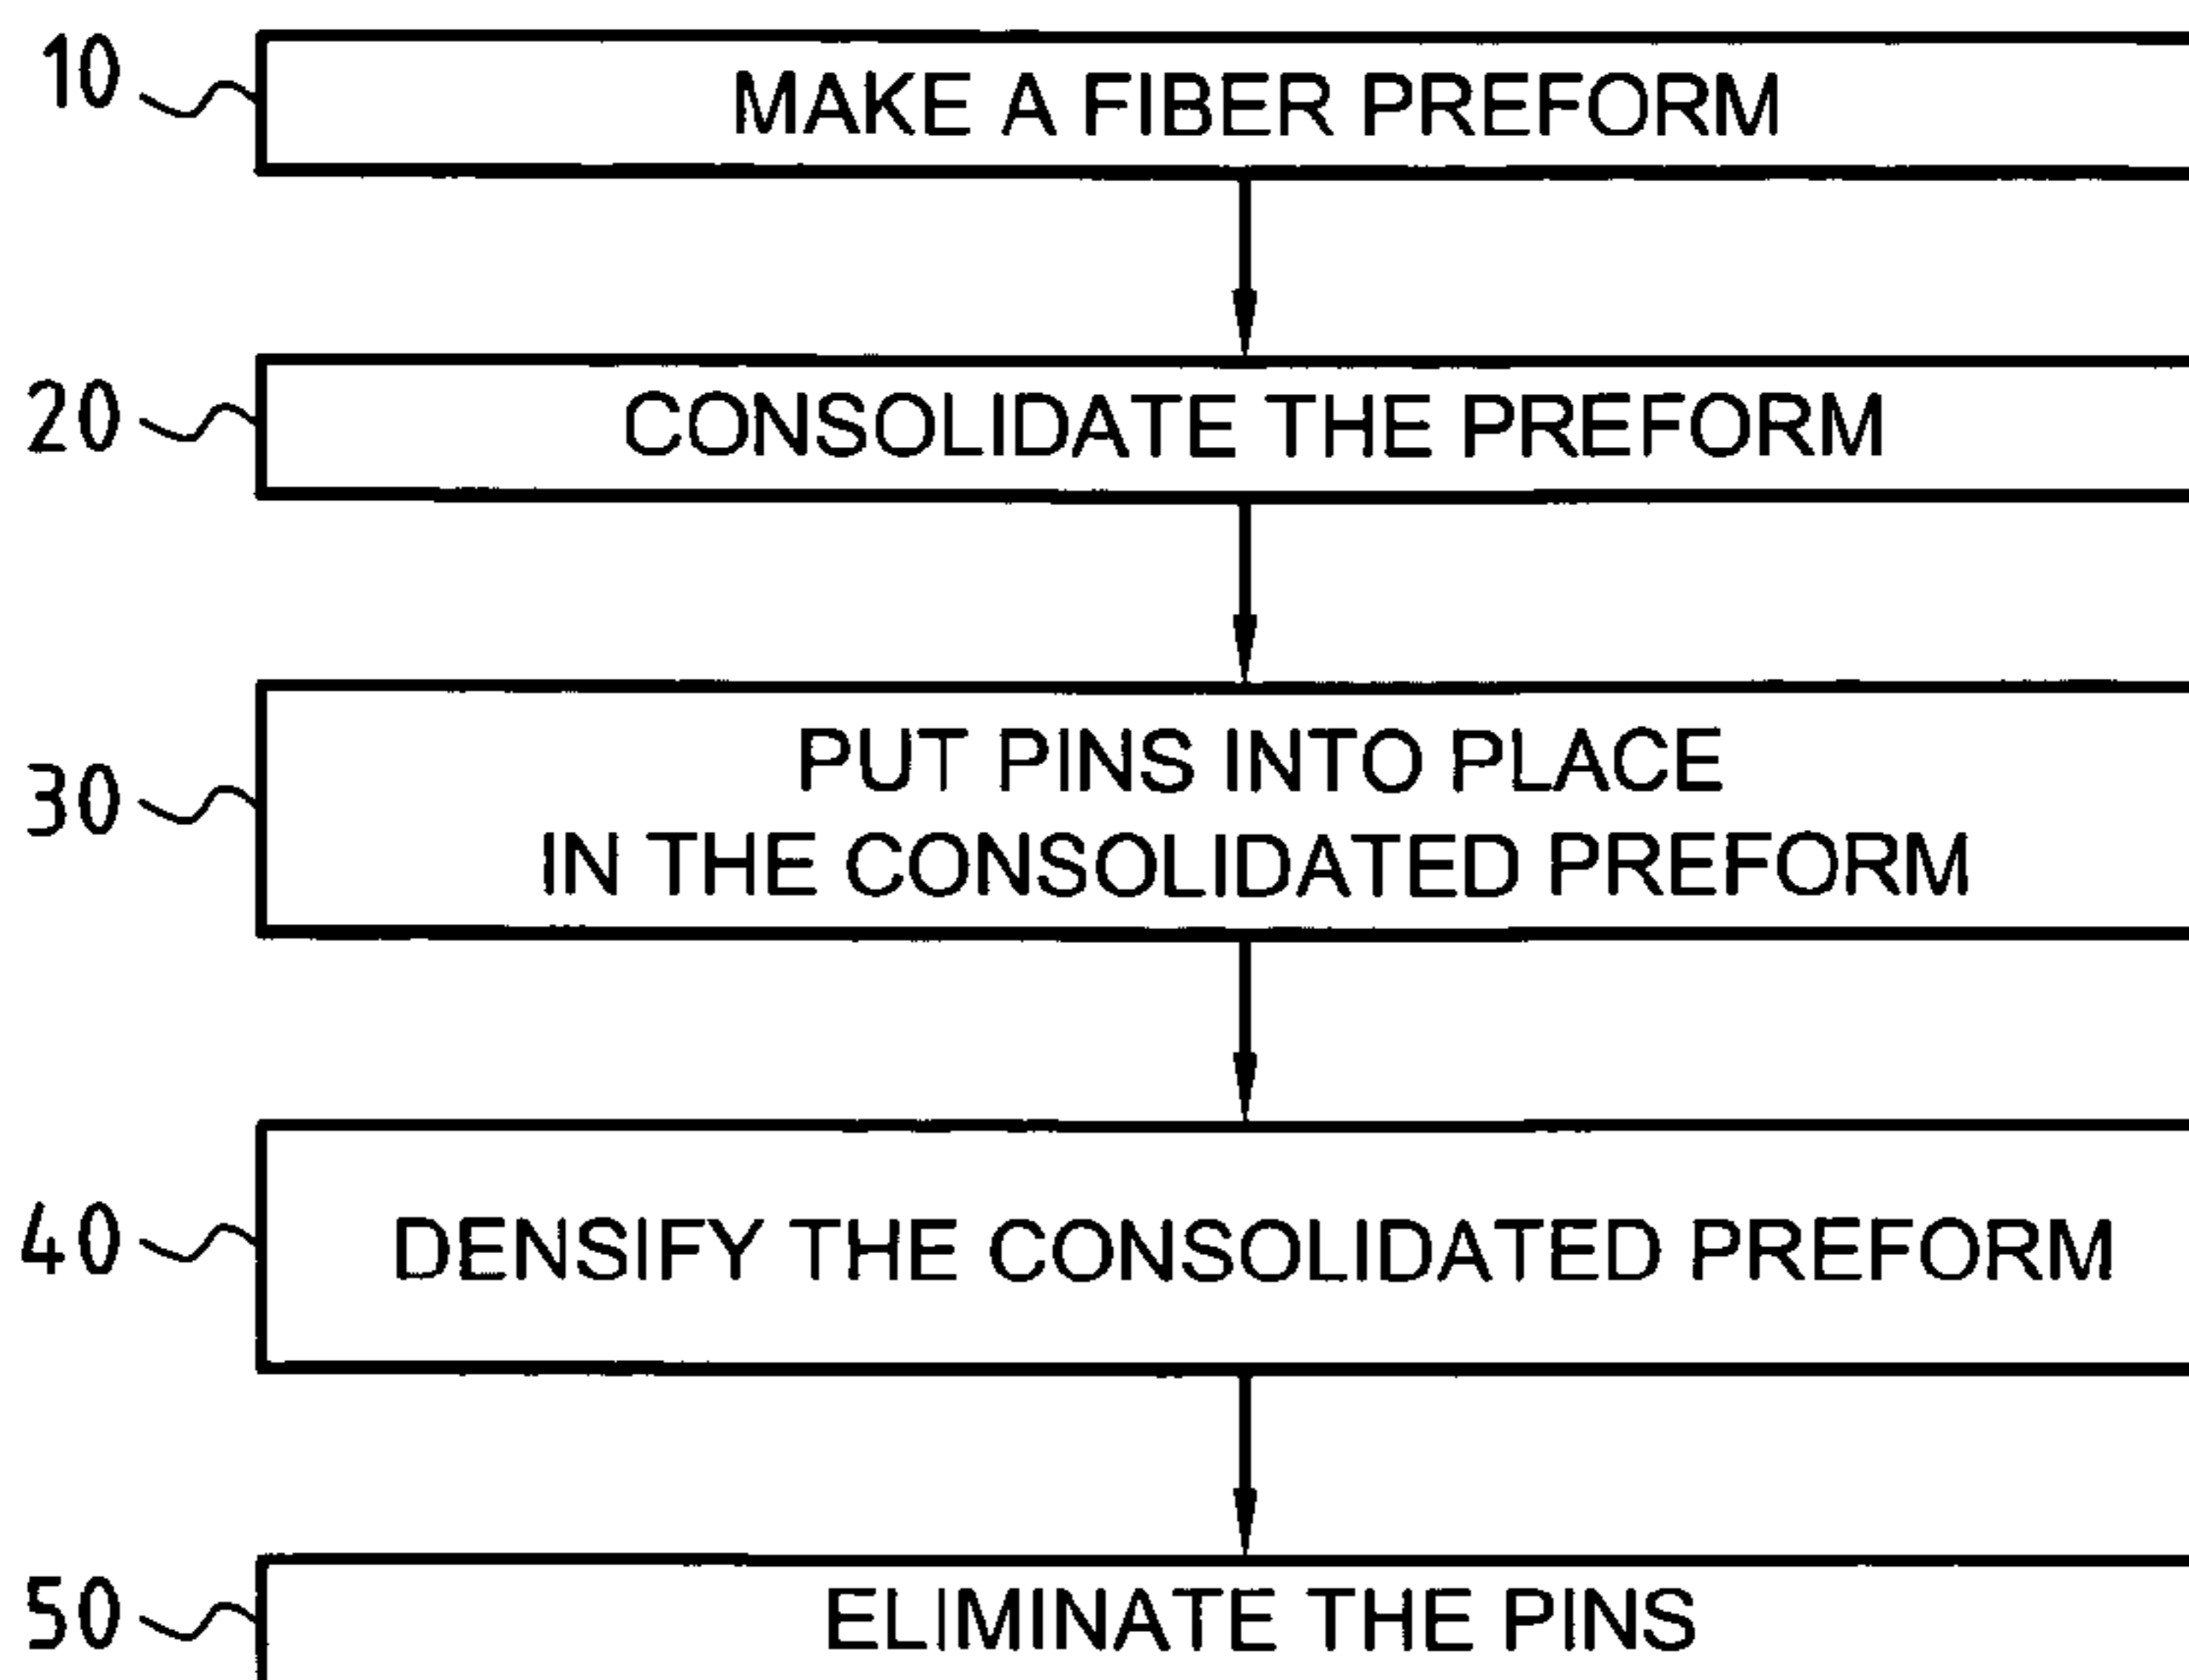 10
MAKE A FIBER PREFORM
20
CONSOLIDATE THE PREFORM
30
PUT PINS INTO PLACE
IN THE CONSOLIDATED PREFORM
40
DENSIFY THE CONSOLIDATED PREFORM
50
ELIMINATE THE PINS